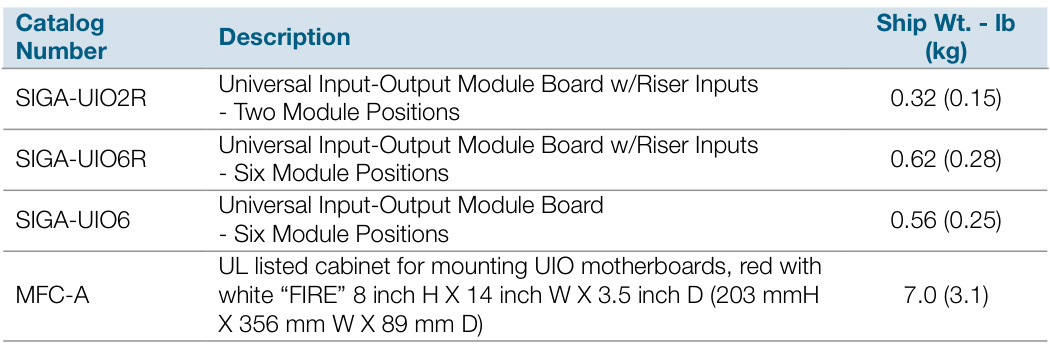 Catalog Number Description Ship Wt. - lb (kg)
SIGA-UIO2R Universal Input-Output Module Board w/Riser Inputs
- Two Module Positions 0.32 (0.15)
SIGA-UIO6R Universal Input-Output Module Board w/Riser Inputs
- Six Module Positions 0.62 (0.28)
SIGA-UIO6 Universal Input-Output Module Board
- Six Module Positions 0.56 (0.25)
MFC-A UL listed cabinet for mounting UIO motherboards, red with
white “FIRE” 8 inch H X 14 inch W X 3.5 inch D (203 mmH
X 356 mm W X 89 mm D) 7.0 (3.1)